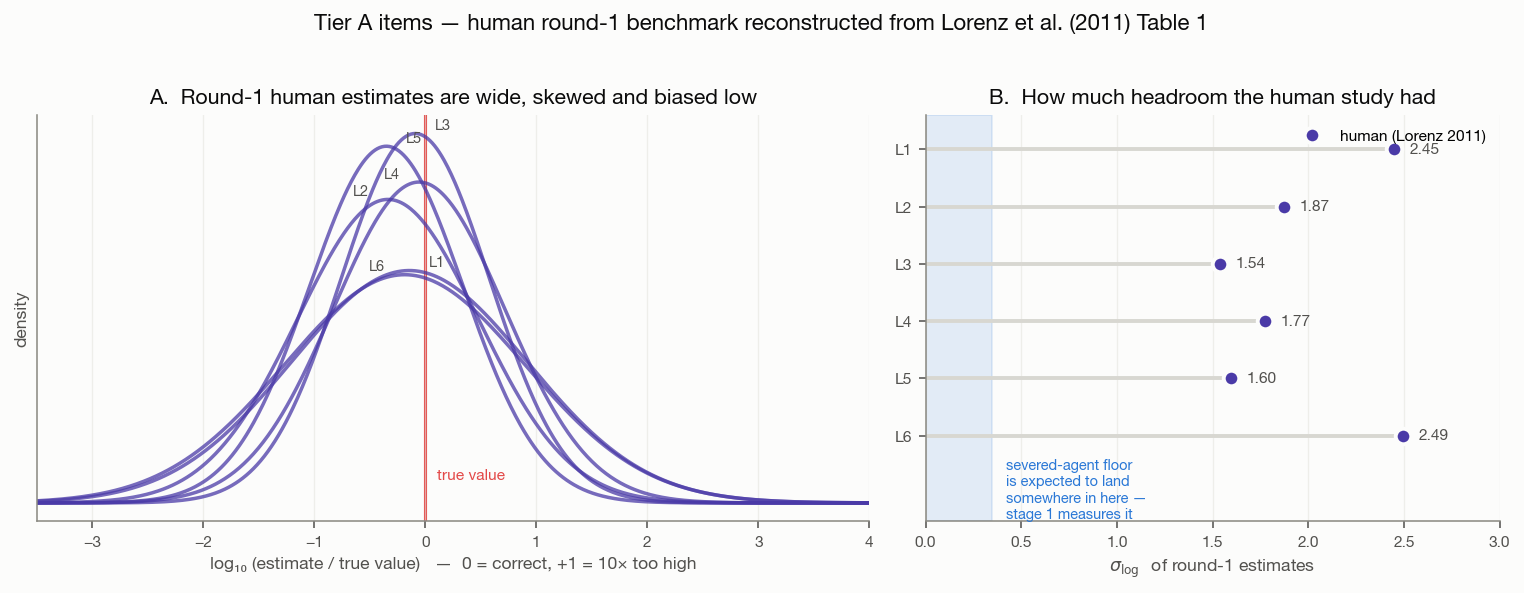 Tier A items — human round-1 benchmark reconstructed from Lorenz et al. (2011) Table 1
A. Round-1 human estimates are wide, skewed and biased low
density
L3
L5
L4
L2
L1
L6
true value
−3
−2
−1
0
1
2
3
4
log₁₀ (estimate / true value) — 0 = correct, +1 = 10× too high
B. How much headroom the human study had
human (Lorenz 2011)
L1
2.45
L2
1.87
L3
1.54
L4
1.77
L5
1.60
L6
2.49
severed-agent floor
is expected to land
somewhere in here —
stage 1 measures it
0.0
0.5
1.0
1.5
2.0
2.5
3.0
σlog of round-1 estimates